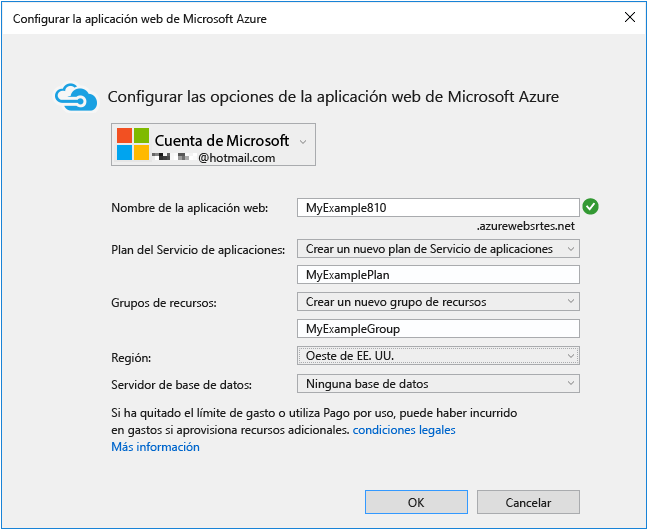 Configurar la aplicación web de Microsoft Azure
Configurar las opciones de la aplicación web de Microsoft Azure
Cuenta de Microsoft
@hotmail.com
Nombre de la aplicación web: MyExample810
.azurewebsrtes.net
Plan del Servicio de aplicaciones: Crear un nuevo plan de Servicio de aplicaciones
MyExamplePlan
Grupos de recursos: Crear un nuevo grupo de recursos
MyExampleGroup
Región: Oeste de EE. UU.
Servidor de base de datos: Ninguna base de datos
Si ha quitado el límite de gasto o utiliza Pago por uso, puede haber incurrido
en gastos si aprovisiona recursos adicionales. condiciones legales
Más información
OK Cancelar